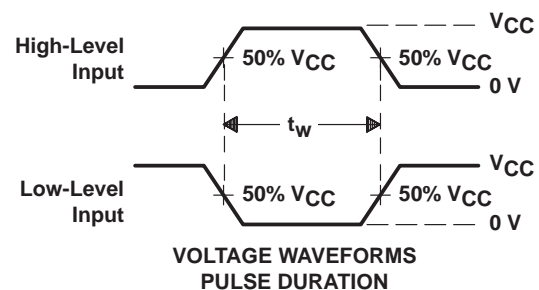 VCC
High-Level
Input
50% VCC
50% VCC
0 V
tw
Low-Level
Input
50% VCC
50% VCC
VCC
0 V
VOLTAGE WAVEFORMS
PULSE DURATION